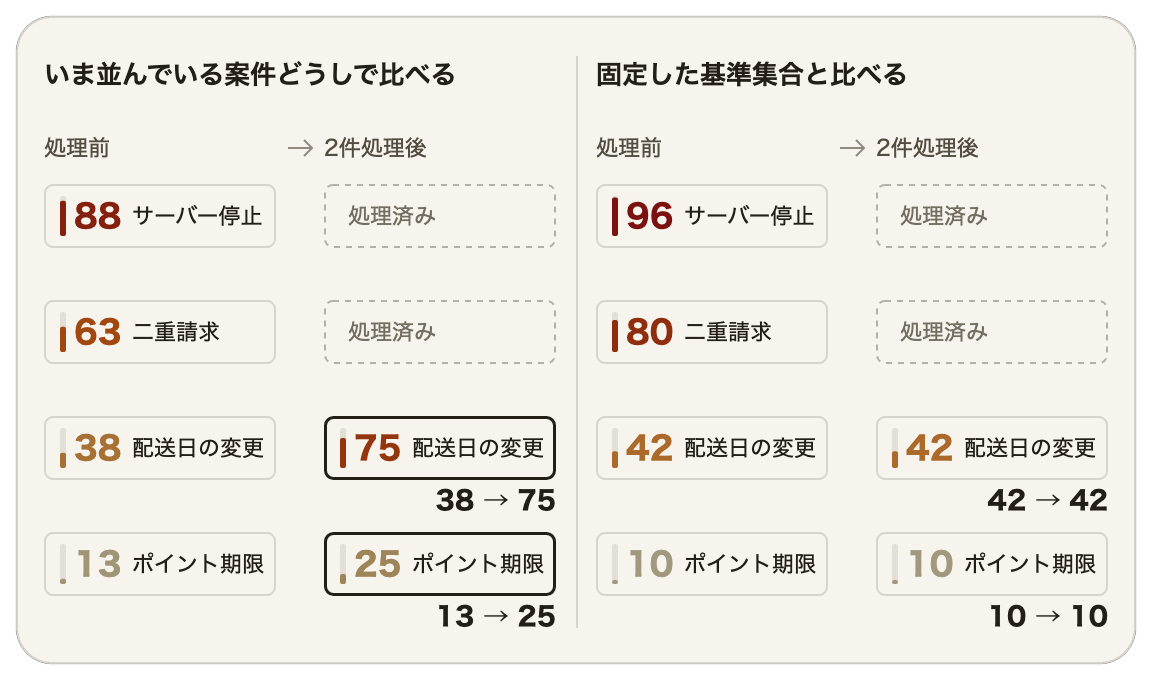 いま並んでいる案件どうしで比べる
処理前
→ 2件処理後
88 サーバー停止
処理済み
63 二重請求
処理済み
38 配送日の変更
75 配送日の変更
38 → 75
13 ポイント期限
25 ポイント期限
13 → 25
固定した基準集合と比べる
処理前
→ 2件処理後
96 サーバー停止
処理済み
80 二重請求
処理済み
42 配送日の変更
42 配送日の変更
42 → 42
10 ポイント期限
10 ポイント期限
10 → 10